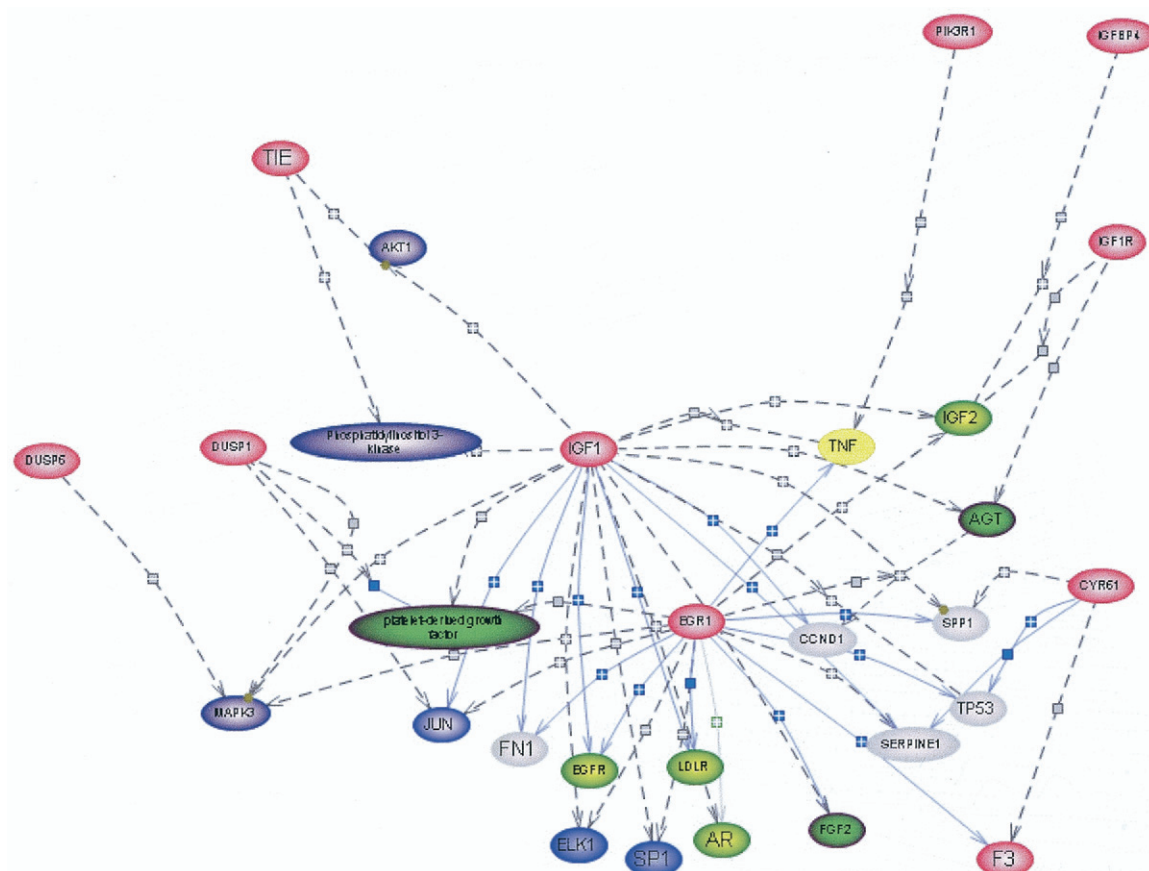 PIK3R1
IGFBP4
TIE
AKT1
IGF1R
Phosphatidylinositol 3-
kinase
IGF1
IGF2
TNF
DUSP1
DUSP6
AGT
CYR61
platelet-derived growth
factor
EGR1
CCND1
SPP1
MAPK3
JUN
FN1
TP53
SERPINE1
EGFR
LDLR
ELK1
SP1
AR
FGF2
F3